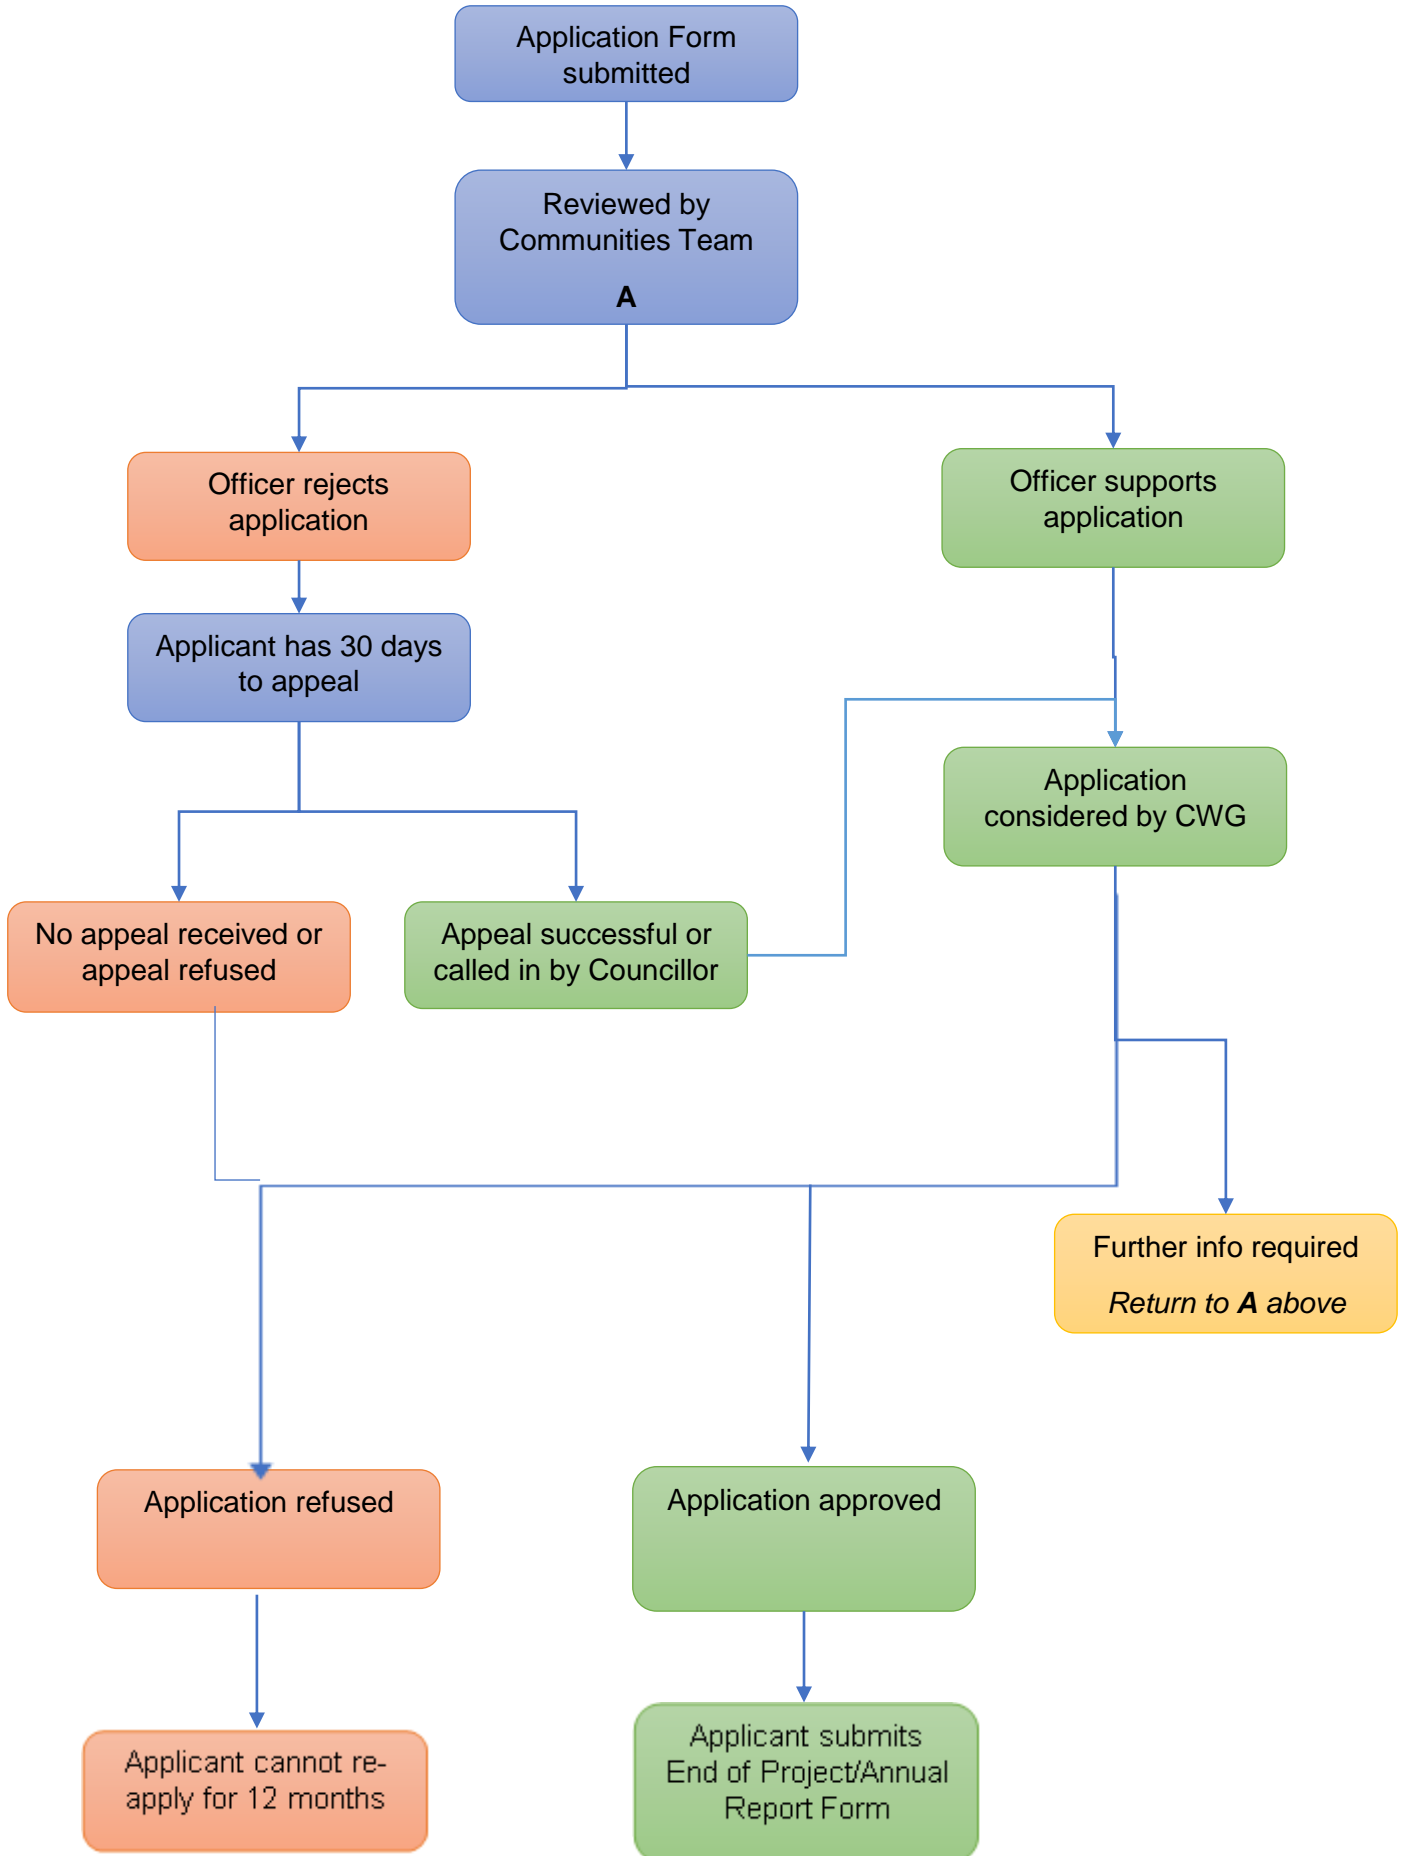 Application Form
submitted
Reviewed by
Communities Team
A
Officer rejects
application
Officer supports
application
Applicant has 30 days
to appeal
Application
considered by CWG
No appeal received or
appeal refused
Appeal successful or
called in by Councillor
Further info required
Return to A above
Application refused
Application approved
Applicant cannot re-
apply for 12 months
Applicant submits
End of Project/Annual
Report Form